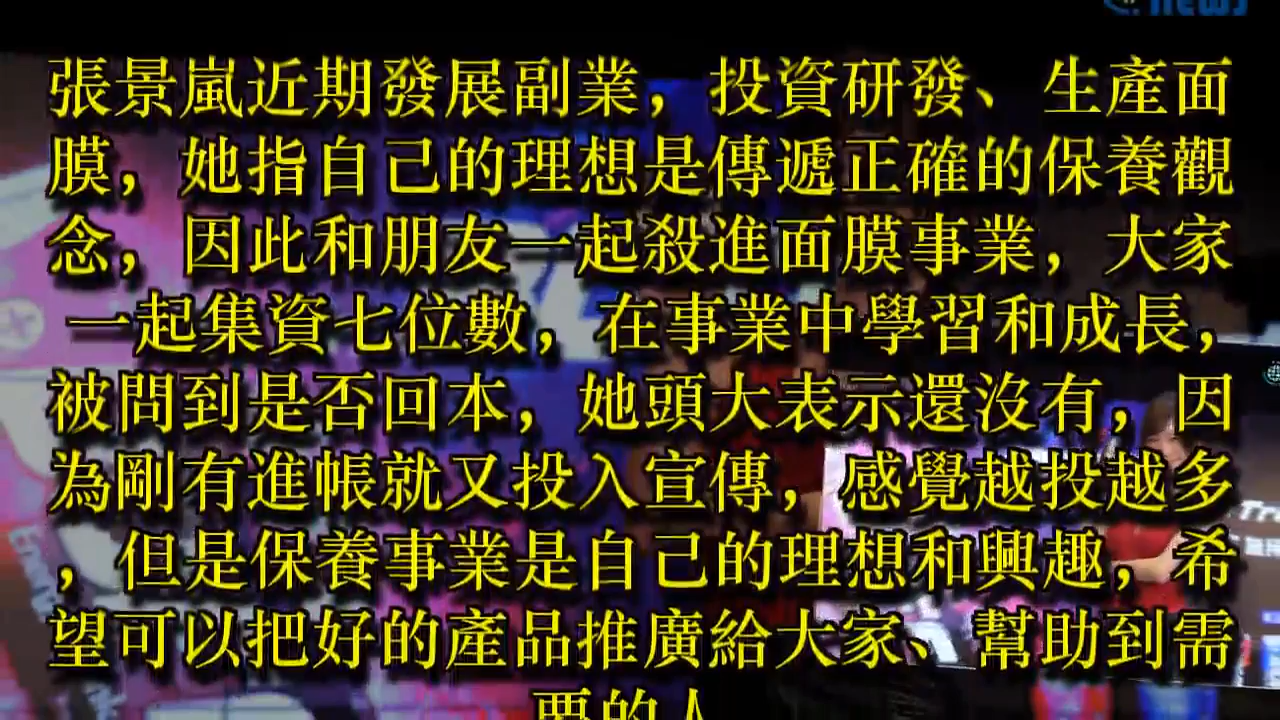 news
張景嵐近期發展副業，投資研發、生產面
膜，她指自己的理想是傳遞正確的保養觀
念，因此和朋友一起殺進面膜事業，大家
一起集資七位數，在事業中學習和成長，
被問到是否回本，她頭大表示還沒有，因
為剛有進帳就又投入宣傳，感覺越投越多
，但是保養事業是自己的理想和興趣，希
望可以把好的產品推廣給大家、幫助到需
要的人